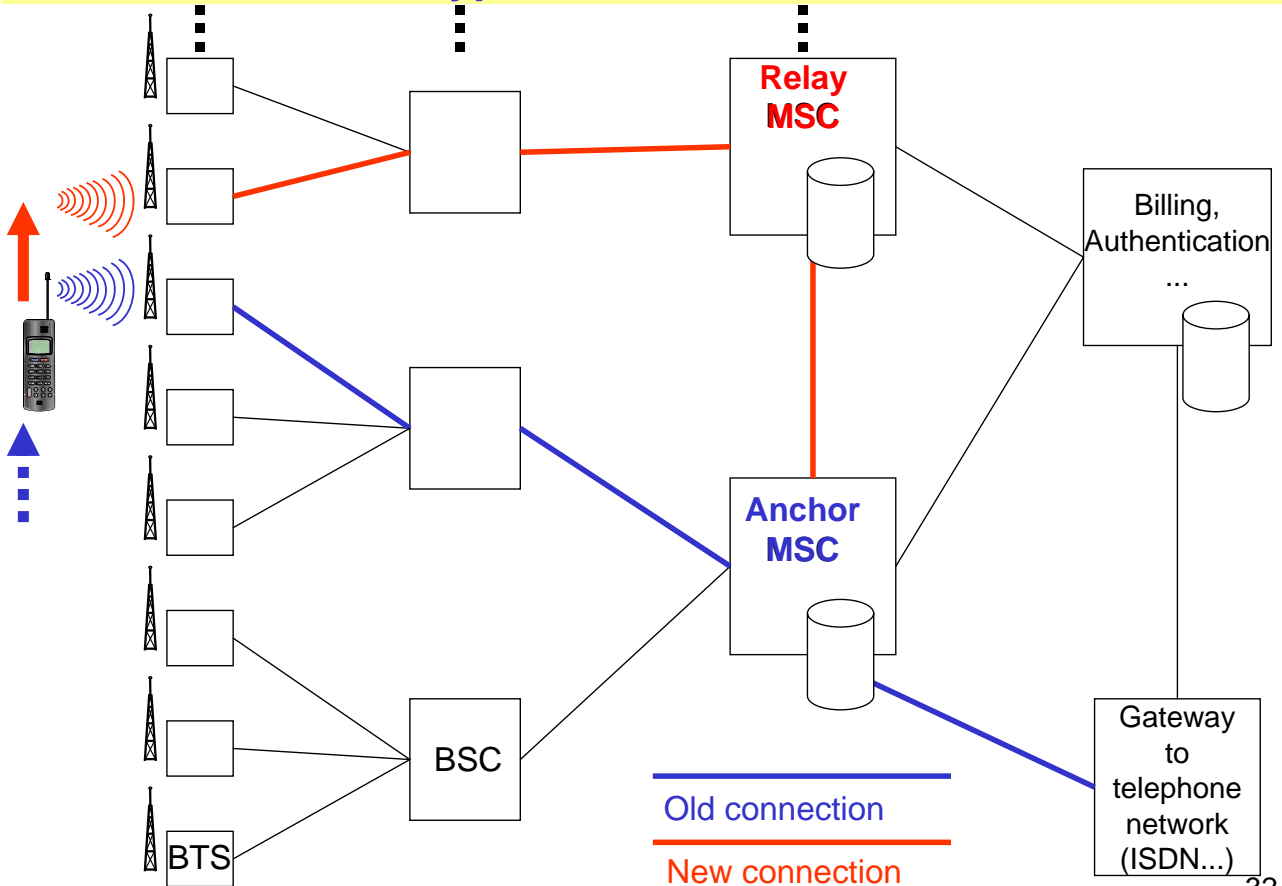 Relay
MSC
Billing,
Authentication
...
Anchor
MSC
BSC
Gateway
to
telephone
network
(ISDN...)
Old connection
BTS
New connection